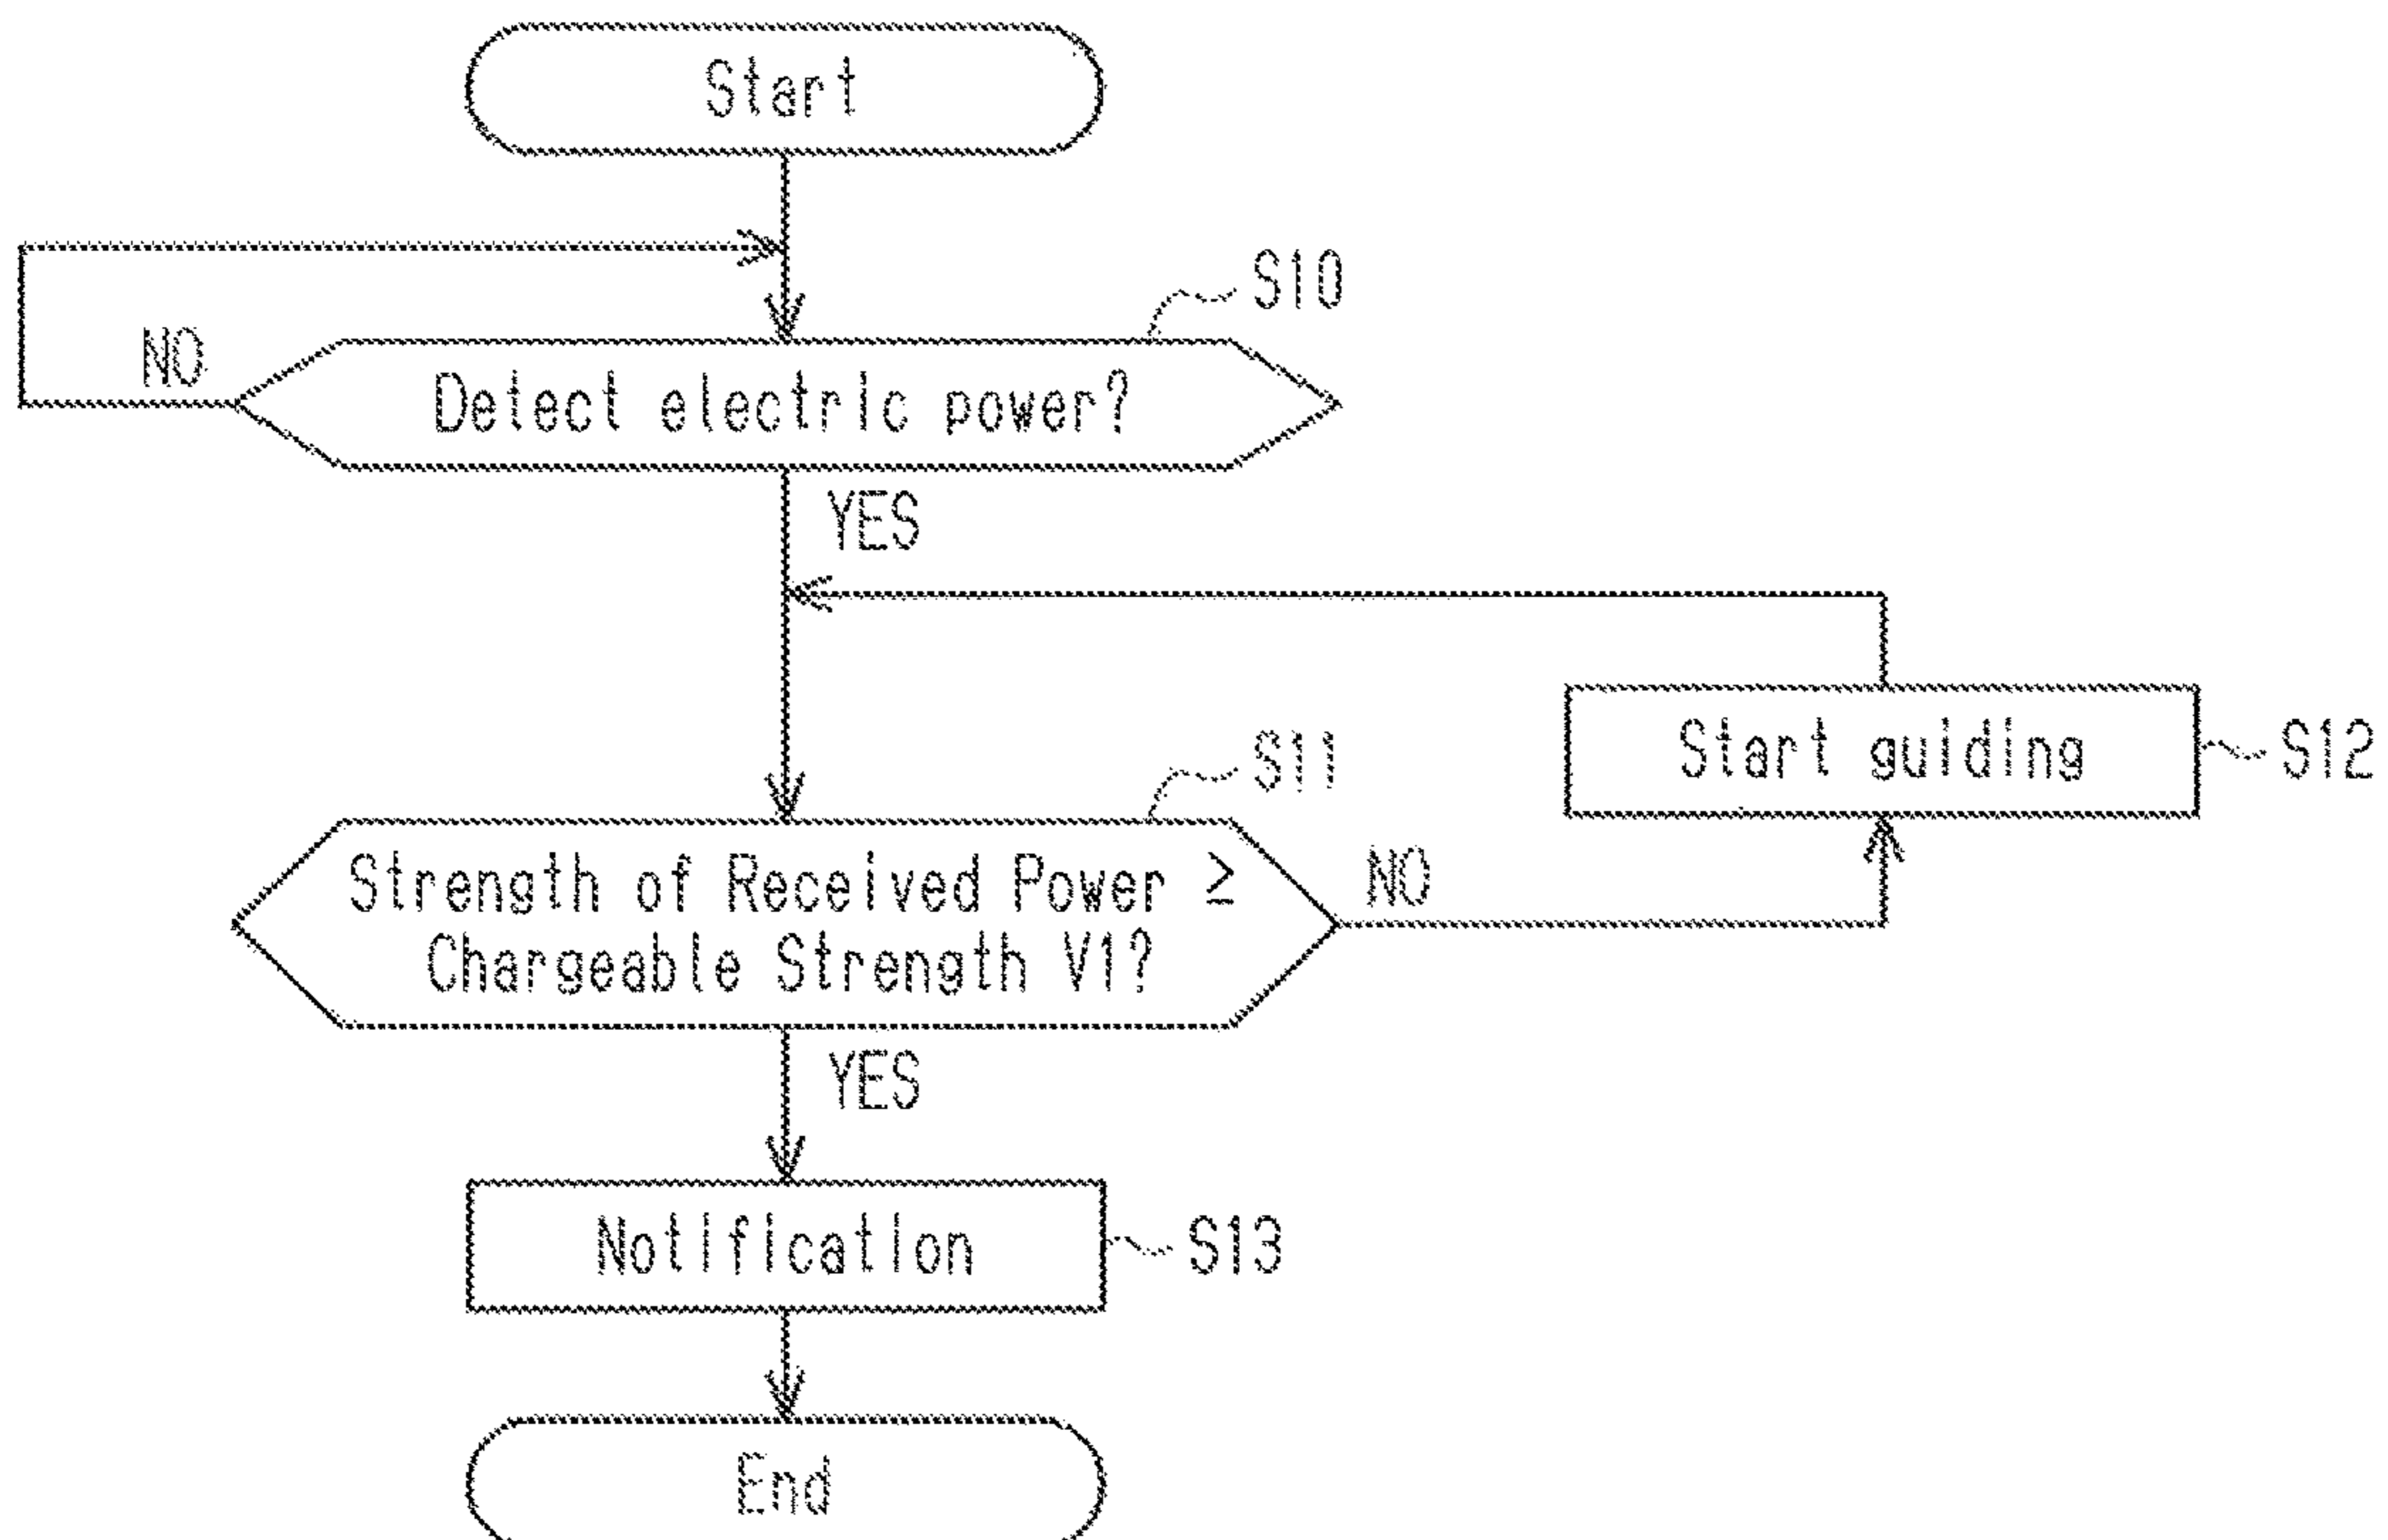 Start
S10
NO
Detect electric power?
YES
S11
Start guiding
S12
Strength of Received Power ≥
Chargeable Strength V1?
NO
YES
Notification
S13
End